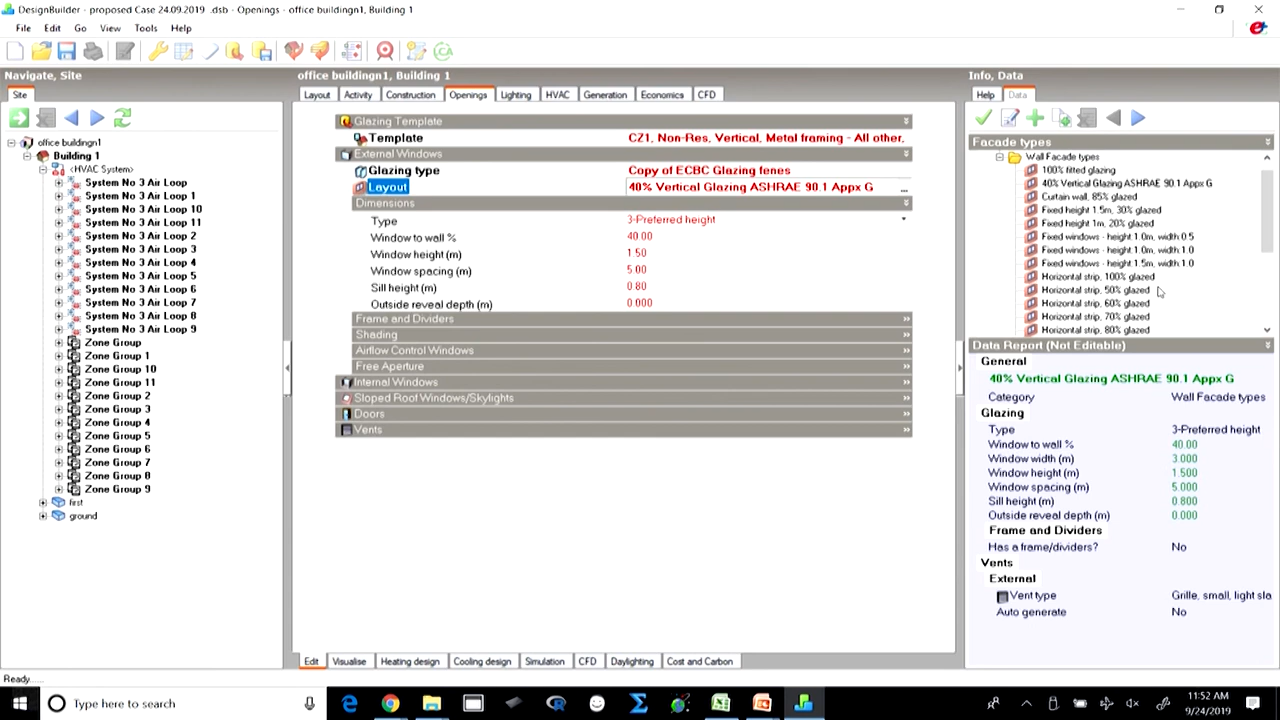 DesignBuilder - proposed Case 24.09.2019 .dsb - Openings - office buildingn1, Building 1
File Edit Go View Tools Help
Navigate, Site
Site
office buildingn1
Building 1
<HVAC System>
System No 3 Air Loop
System No 3 Air Loop 1
System No 3 Air Loop 10
System No 3 Air Loop 11
System No 3 Air Loop 2
System No 3 Air Loop 3
System No 3 Air Loop 4
System No 3 Air Loop 5
System No 3 Air Loop 6
System No 3 Air Loop 7
System No 3 Air Loop 8
System No 3 Air Loop 9
Zone Group
Zone Group 1
Zone Group 10
Zone Group 11
Zone Group 2
Zone Group 3
Zone Group 4
Zone Group 5
Zone Group 6
Zone Group 7
Zone Group 8
Zone Group 9
first
ground
office buildingn1, Building 1
Layout Activity Construction Openings Lighting HVAC Generation Economics CFD
Glazing Template
Template CZ1, Non-Res, Vertical, Metal framing - All other,
External Windows
Glazing type Copy of ECBC Glazing fenes
Layout 40% Vertical Glazing ASHRAE 90.1 Appx G ...
Dimensions
Type 3-Preferred height
Window to wall % 40.00
Window height (m) 1.50
Window spacing (m) 5.00
Sill height (m) 0.80
Outside reveal depth (m) 0.000
Frame and Dividers
Shading
Airflow Control Windows
Free Aperture
Internal Windows
Sloped Roof Windows/Skylights
Doors
Vents
Edit Visualise Heating design Cooling design Simulation CFD Daylighting Cost and Carbon
Info, Data
Help Data
Facade types
Wall Facade types
100% fitted glazing
40% Vertical Glazing ASHRAE 90.1 Appx G
Curtain wall, 85% glazed
Fixed height 1.5m, 30% glazed
Fixed height 1m, 20% glazed
Fixed windows - height 1.0m, width 0.5
Fixed windows - height 1.0m, width 1.0
Fixed windows - height 1.5m, width 1.0
Horizontal strip, 100% glazed
Horizontal strip, 50% glazed
Horizontal strip, 60% glazed
Horizontal strip, 70% glazed
Horizontal strip, 80% glazed
Data Report (Not Editable)
General
40% Vertical Glazing ASHRAE 90.1 Appx G
Category Wall Facade types
Glazing
Type 3-Preferred height
Window to wall % 40.00
Window width (m) 3.000
Window height (m) 1.500
Window spacing (m) 5.000
Sill height (m) 0.800
Outside reveal depth (m) 0.000
Frame and Dividers
Has a frame/dividers? No
Vents
External
Vent type Grille, small, light sla
Auto generate No
Ready...
Type here to search
11:52 AM
9/24/2019